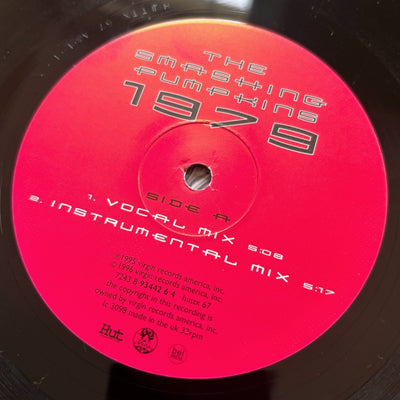 THE
SMASHING
PUMPKINS
1979
SIDE A
1. VOCAL MIX 5:08
2. INSTRUMENTAL MIX 5:17
℗ 1995 virgin records america, inc.
© 1996 virgin records america, inc.
7243 8 93442 6 4 huttx 67
the copyright in this recording is
owned by virgin records america, inc.
lc 3098 made in the uk 33rpm
Hut